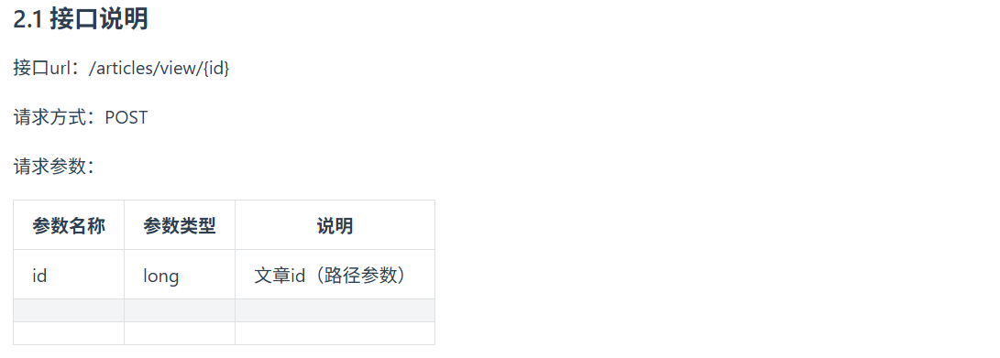 2.1 接口说明
接口url：/articles/view/{id}
请求方式：POST
请求参数：
参数名称 参数类型 说明
id long 文章id（路径参数）